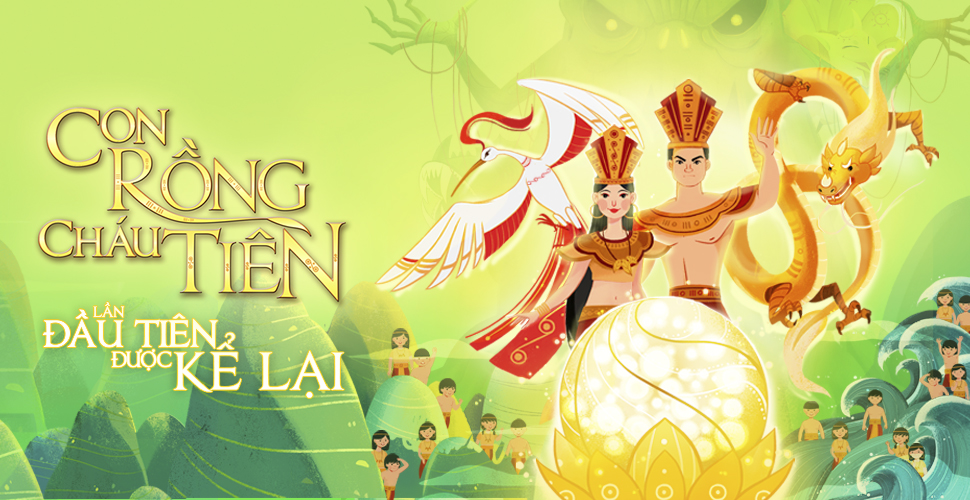 CON
RỒNG
CHÁU TIÊN
LẦN
ĐẦU TIÊN
ĐƯỢC KỂ LẠI